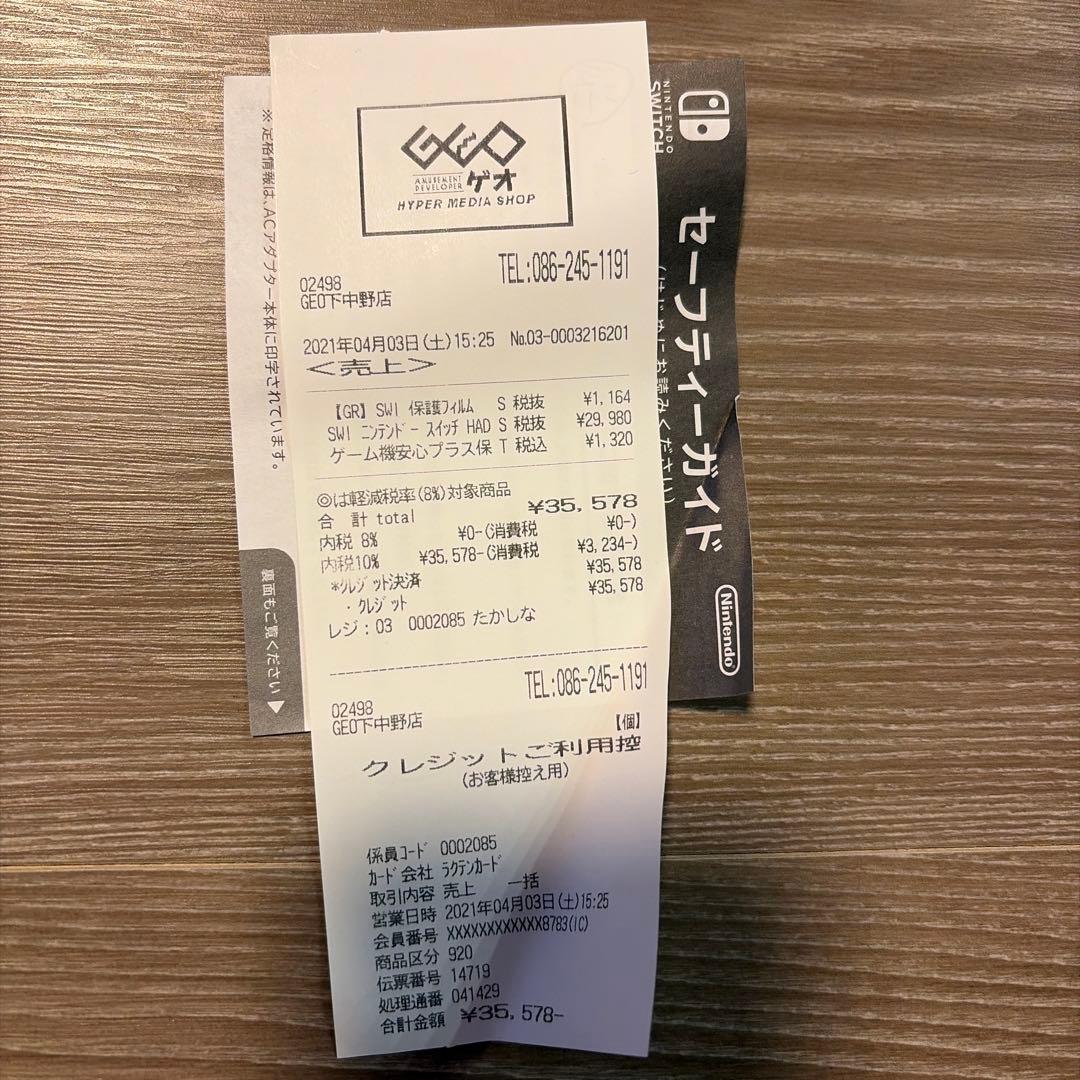 GEO
AMUSEMENT
DEVELOPER
ゲオ
HYPER MEDIA SHOP
TEL:086-245-1191
02498
GEO下中野店
2021年04月03日(土)15:25 No.03-0003216201
<売上>
【GR】SWI 保護フィルム S 税抜 ¥1,164
SWI ニンテンドー スイッチ HAD S 税抜 ¥29,980
ゲーム機安心プラス保 T 税込 ¥1,320
◎は軽減税率(8%)対象商品
合 計 total ¥35,578
内税 8% ¥0-(消費税 ¥0-)
内税10% ¥35,578-(消費税 ¥3,234-)
*クレジット決済 ¥35,578
・クレジット ¥35,578
レジ:03 0002085 たかしな
TEL:086-245-1191
02498
GEO下中野店
【個】
クレジットご利用控
(お客様控え用)
係員コード 0002085
カード会社 ラクテンカード
取引内容 売上 一括
営業日時 2021年04月03日(土)15:25
会員番号 XXXXXXXXXXXX8783(IC)
商品区分 920
伝票番号 14719
処理通番 041429
合計金額 ¥35,578-
NINTENDO
SWITCH
セーフティーガイド
(はじめにお読みください)
Nintendo
※ 定格情報は、ACアダプター本体に印字されています。
裏面もご覧ください ▶